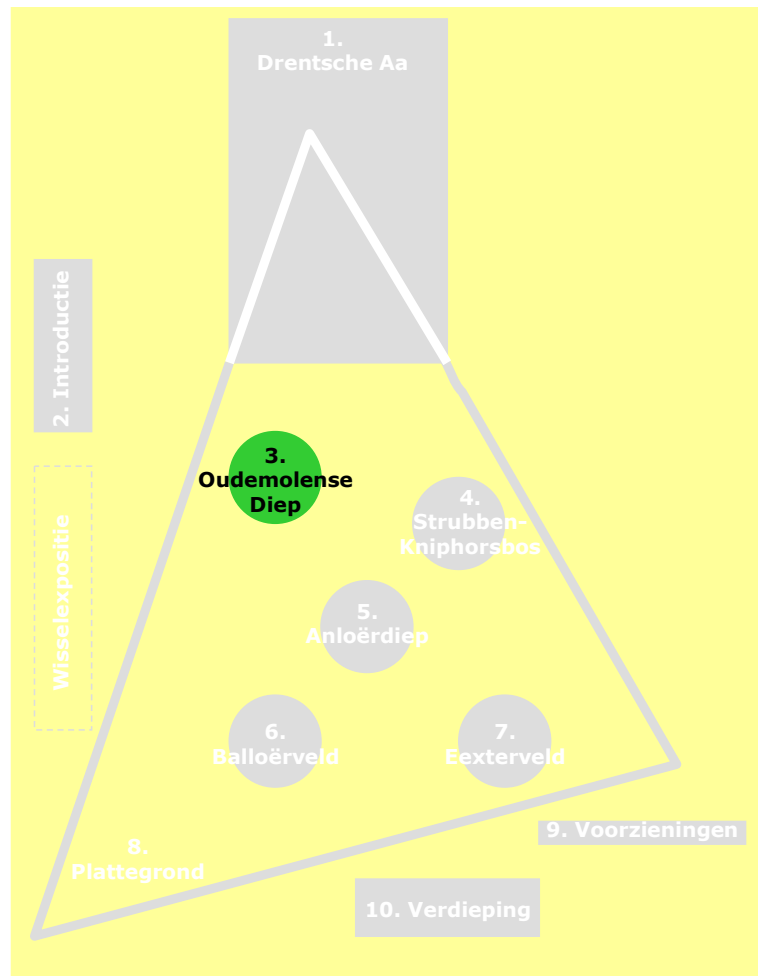 1.
Drentsche Aa
2. Introductie
3.
Oudemolense
Diep
4.
Strubben-
Kniphorsbos
Wisselexpositie
5.
Anloërdiep
6.
Balloërveld
7.
Eexterveld
8.
Plattegrond
9. Voorzieningen
10. Verdieping